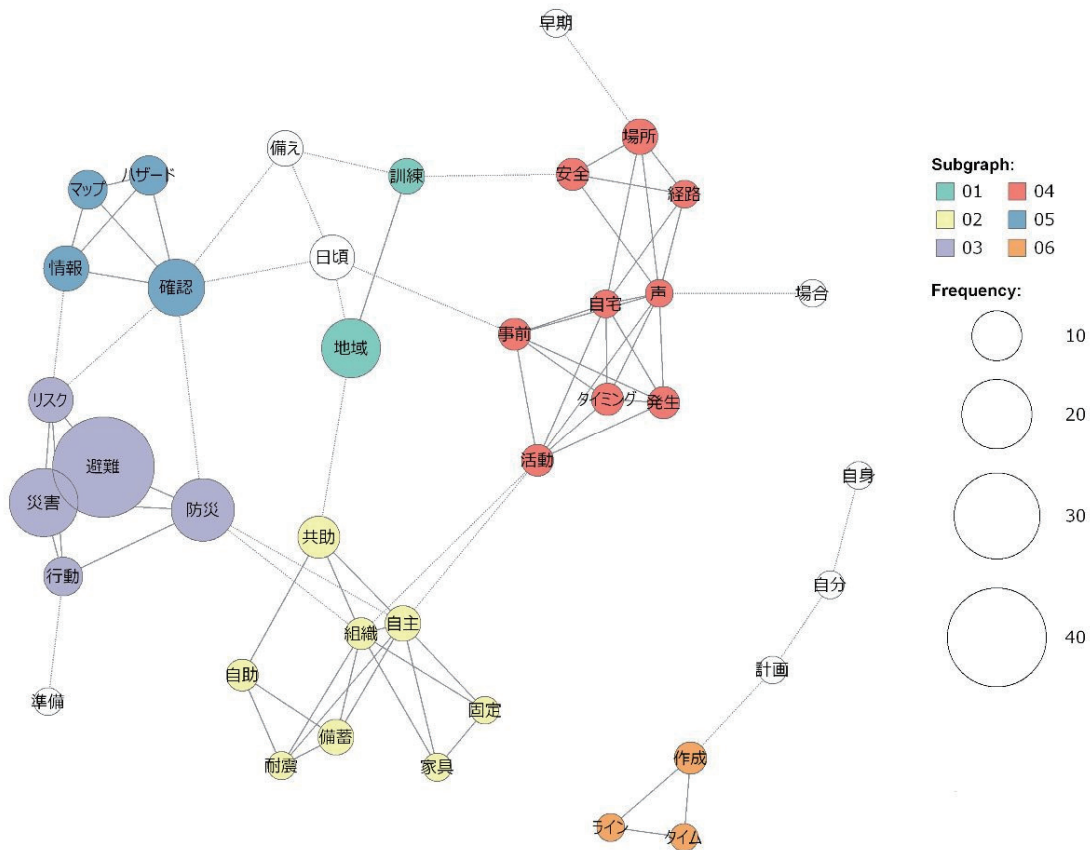 早期
場所
備え
訓練
安全
経路
マップ
ハザード
情報
確認
日頃
地域
自宅
声
場合
事前
タイミング
発生
活動
リスク
避難
災害
防災
行動
準備
共助
組織
自主
自助
備蓄
耐震
家具
固定
自身
自分
計画
作成
ライン
タイム
Subgraph:
01 04
02 05
03 06
Frequency:
10
20
30
40